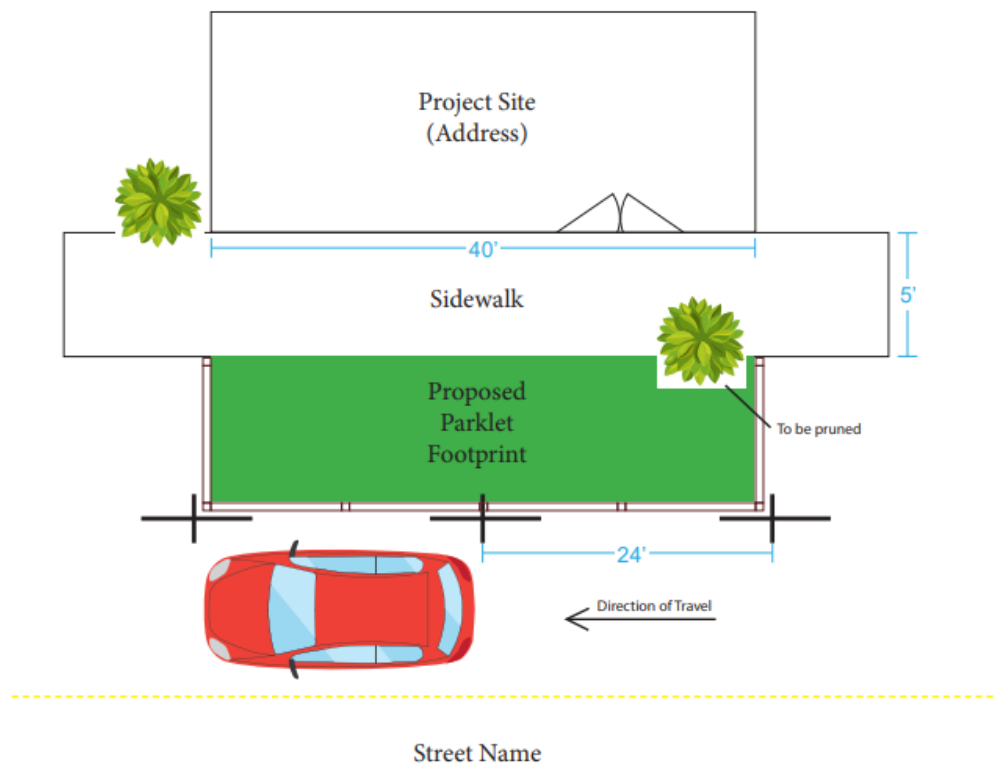 Project Site
(Address)
40’
Sidewalk
5’
Proposed
Parklet
Footprint
To be pruned
24’
Direction of Travel
Street Name